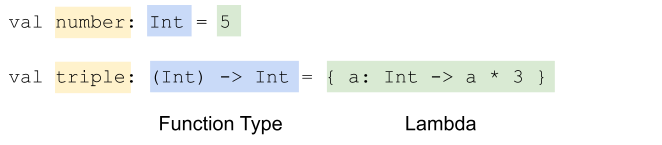 val number: Int = 5
val triple: (Int) -> Int = { a: Int -> a * 3 }
Function Type Lambda